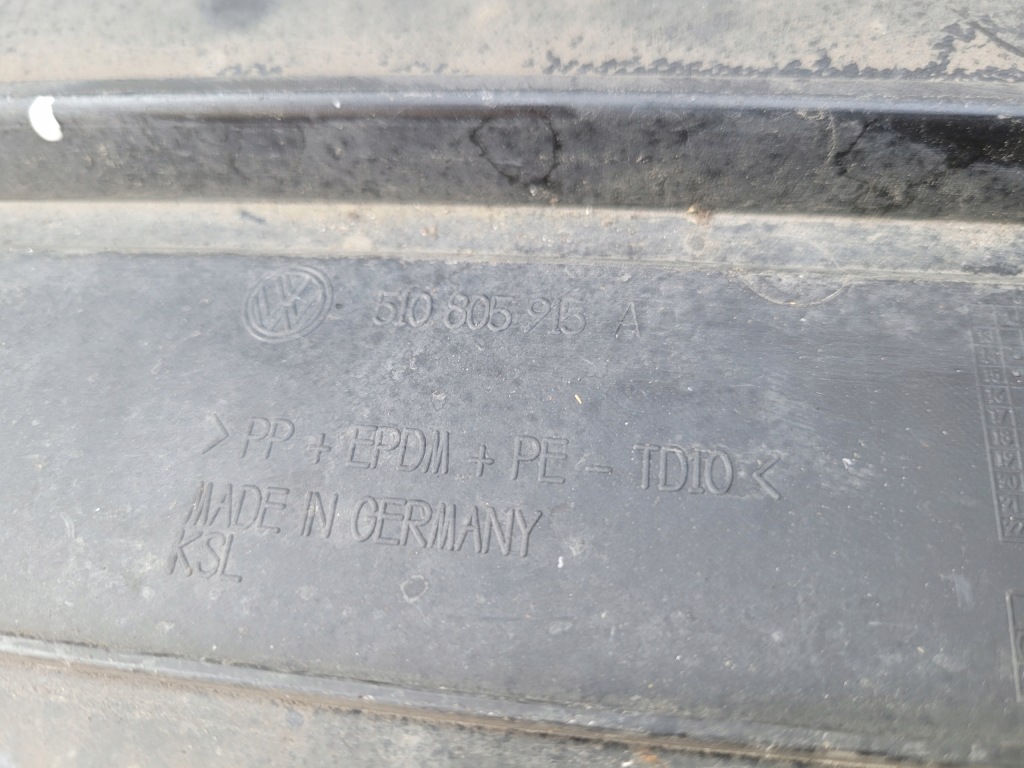 510 805 915 A
>PP + EPDM + PE - TD10<
MADE IN GERMANY
KSL